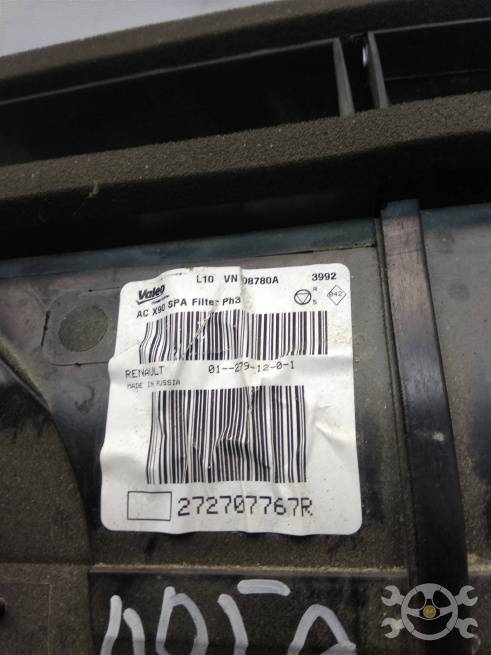 L10 VN 08780A 3992
Valeo
AC X90 SPA Filter Ph3
R
S
842
RENAULT 01--279-12-0-1
MADE IN RUSSIA
272707767R